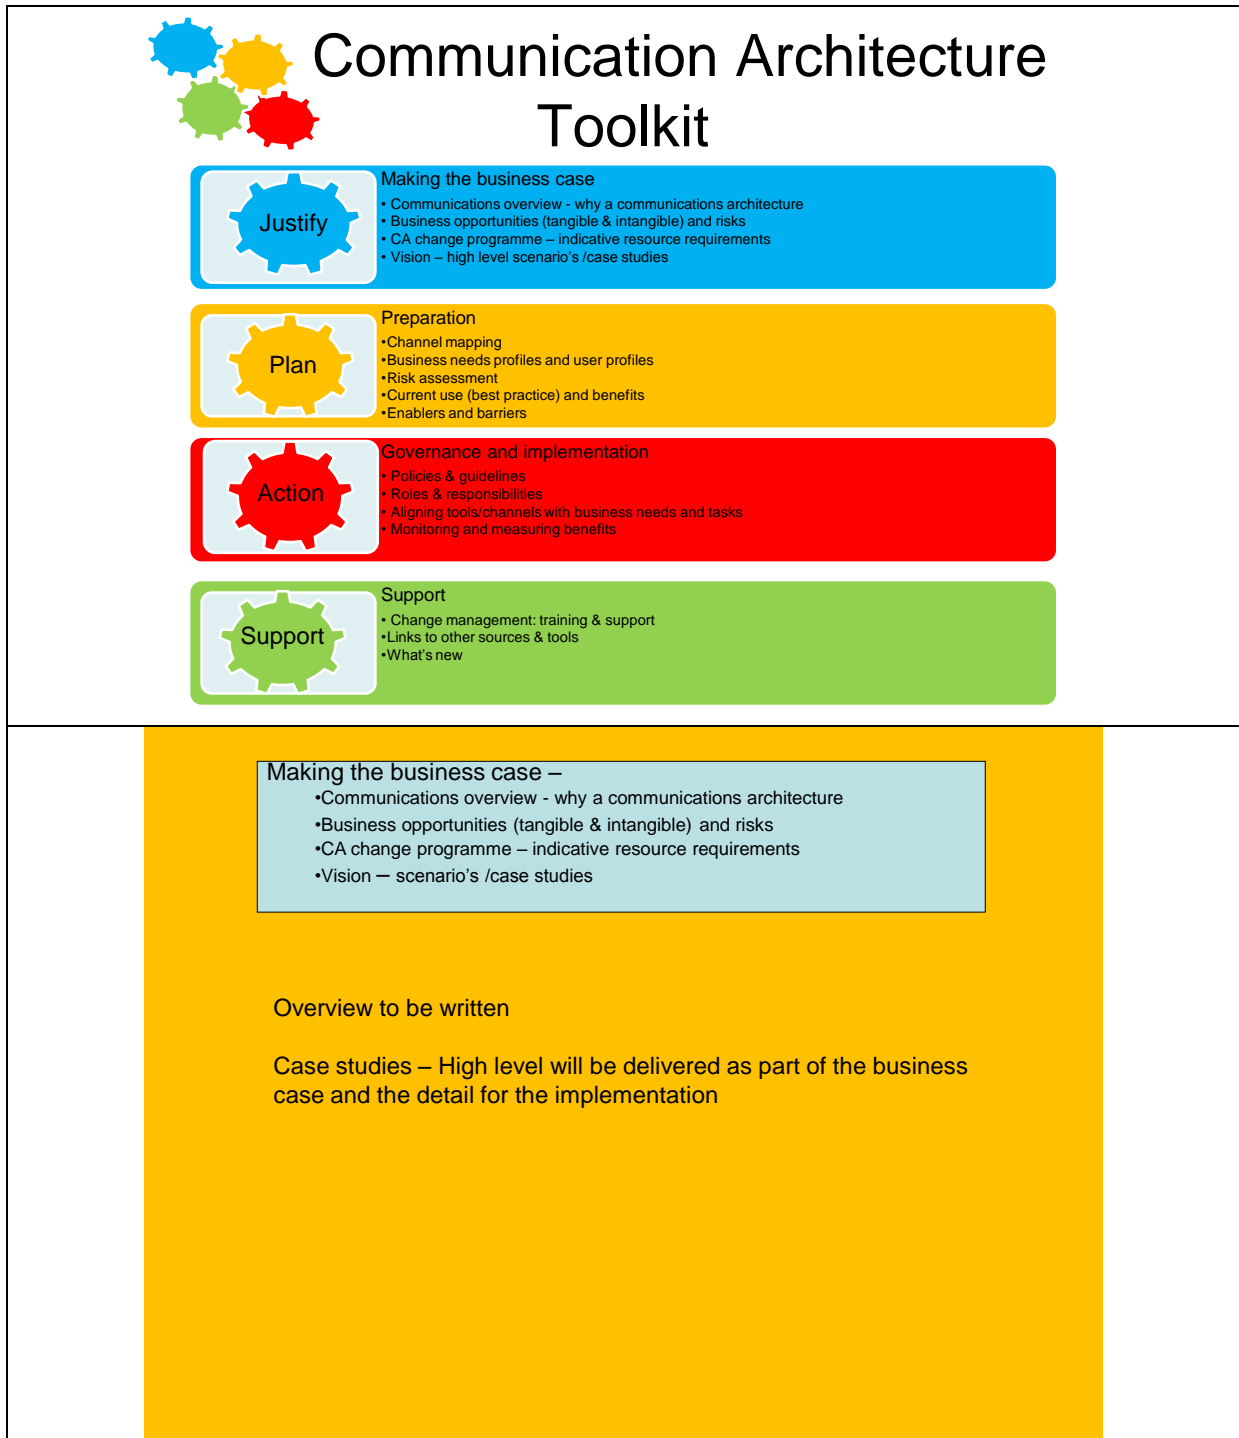 Communication Architecture
Toolkit
Justify
Making the business case
• Communications overview - why a communications architecture
• Business opportunities (tangible & intangible) and risks
• CA change programme – indicative resource requirements
• Vision – high level scenario's /case studies
Plan
Preparation
•Channel mapping
•Business needs profiles and user profiles
•Risk assessment
•Current use (best practice) and benefits
•Enablers and barriers
Action
Governance and implementation
• Policies & guidelines
• Roles & responsibilities
• Aligning tools/channels with business needs and tasks
• Monitoring and measuring benefits
Support
Support
• Change management: training & support
•Links to other sources & tools
•What's new
Making the business case –
•Communications overview - why a communications architecture
•Business opportunities (tangible & intangible) and risks
•CA change programme – indicative resource requirements
•Vision – scenario's /case studies
Overview to be written
Case studies – High level will be delivered as part of the business
case and the detail for the implementation